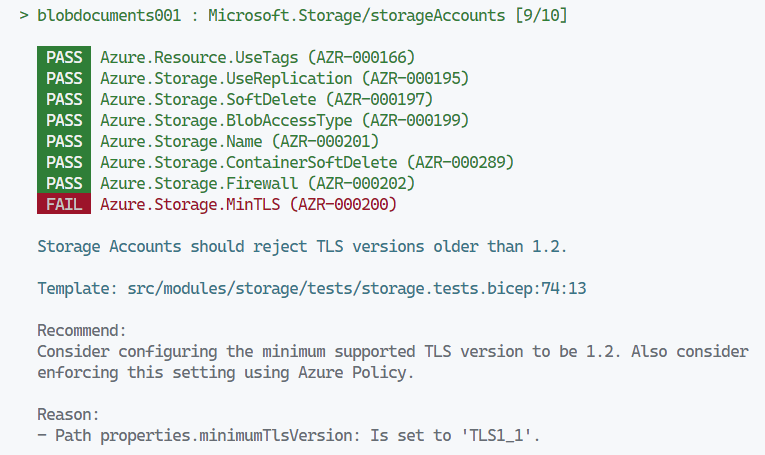 > blobdocuments001 : Microsoft.Storage/storageAccounts [9/10]
PASS Azure.Resource.UseTags (AZR-000166)
PASS Azure.Storage.UseReplication (AZR-000195)
PASS Azure.Storage.SoftDelete (AZR-000197)
PASS Azure.Storage.BlobAccessType (AZR-000199)
PASS Azure.Storage.Name (AZR-000201)
PASS Azure.Storage.ContainerSoftDelete (AZR-000289)
PASS Azure.Storage.Firewall (AZR-000202)
FAIL Azure.Storage.MinTLS (AZR-000200)
Storage Accounts should reject TLS versions older than 1.2.
Template: src/modules/storage/tests/storage.tests.bicep:74:13
Recommend:
Consider configuring the minimum supported TLS version to be 1.2. Also consider
enforcing this setting using Azure Policy.
Reason:
- Path properties.minimumTlsVersion: Is set to 'TLS1_1'.